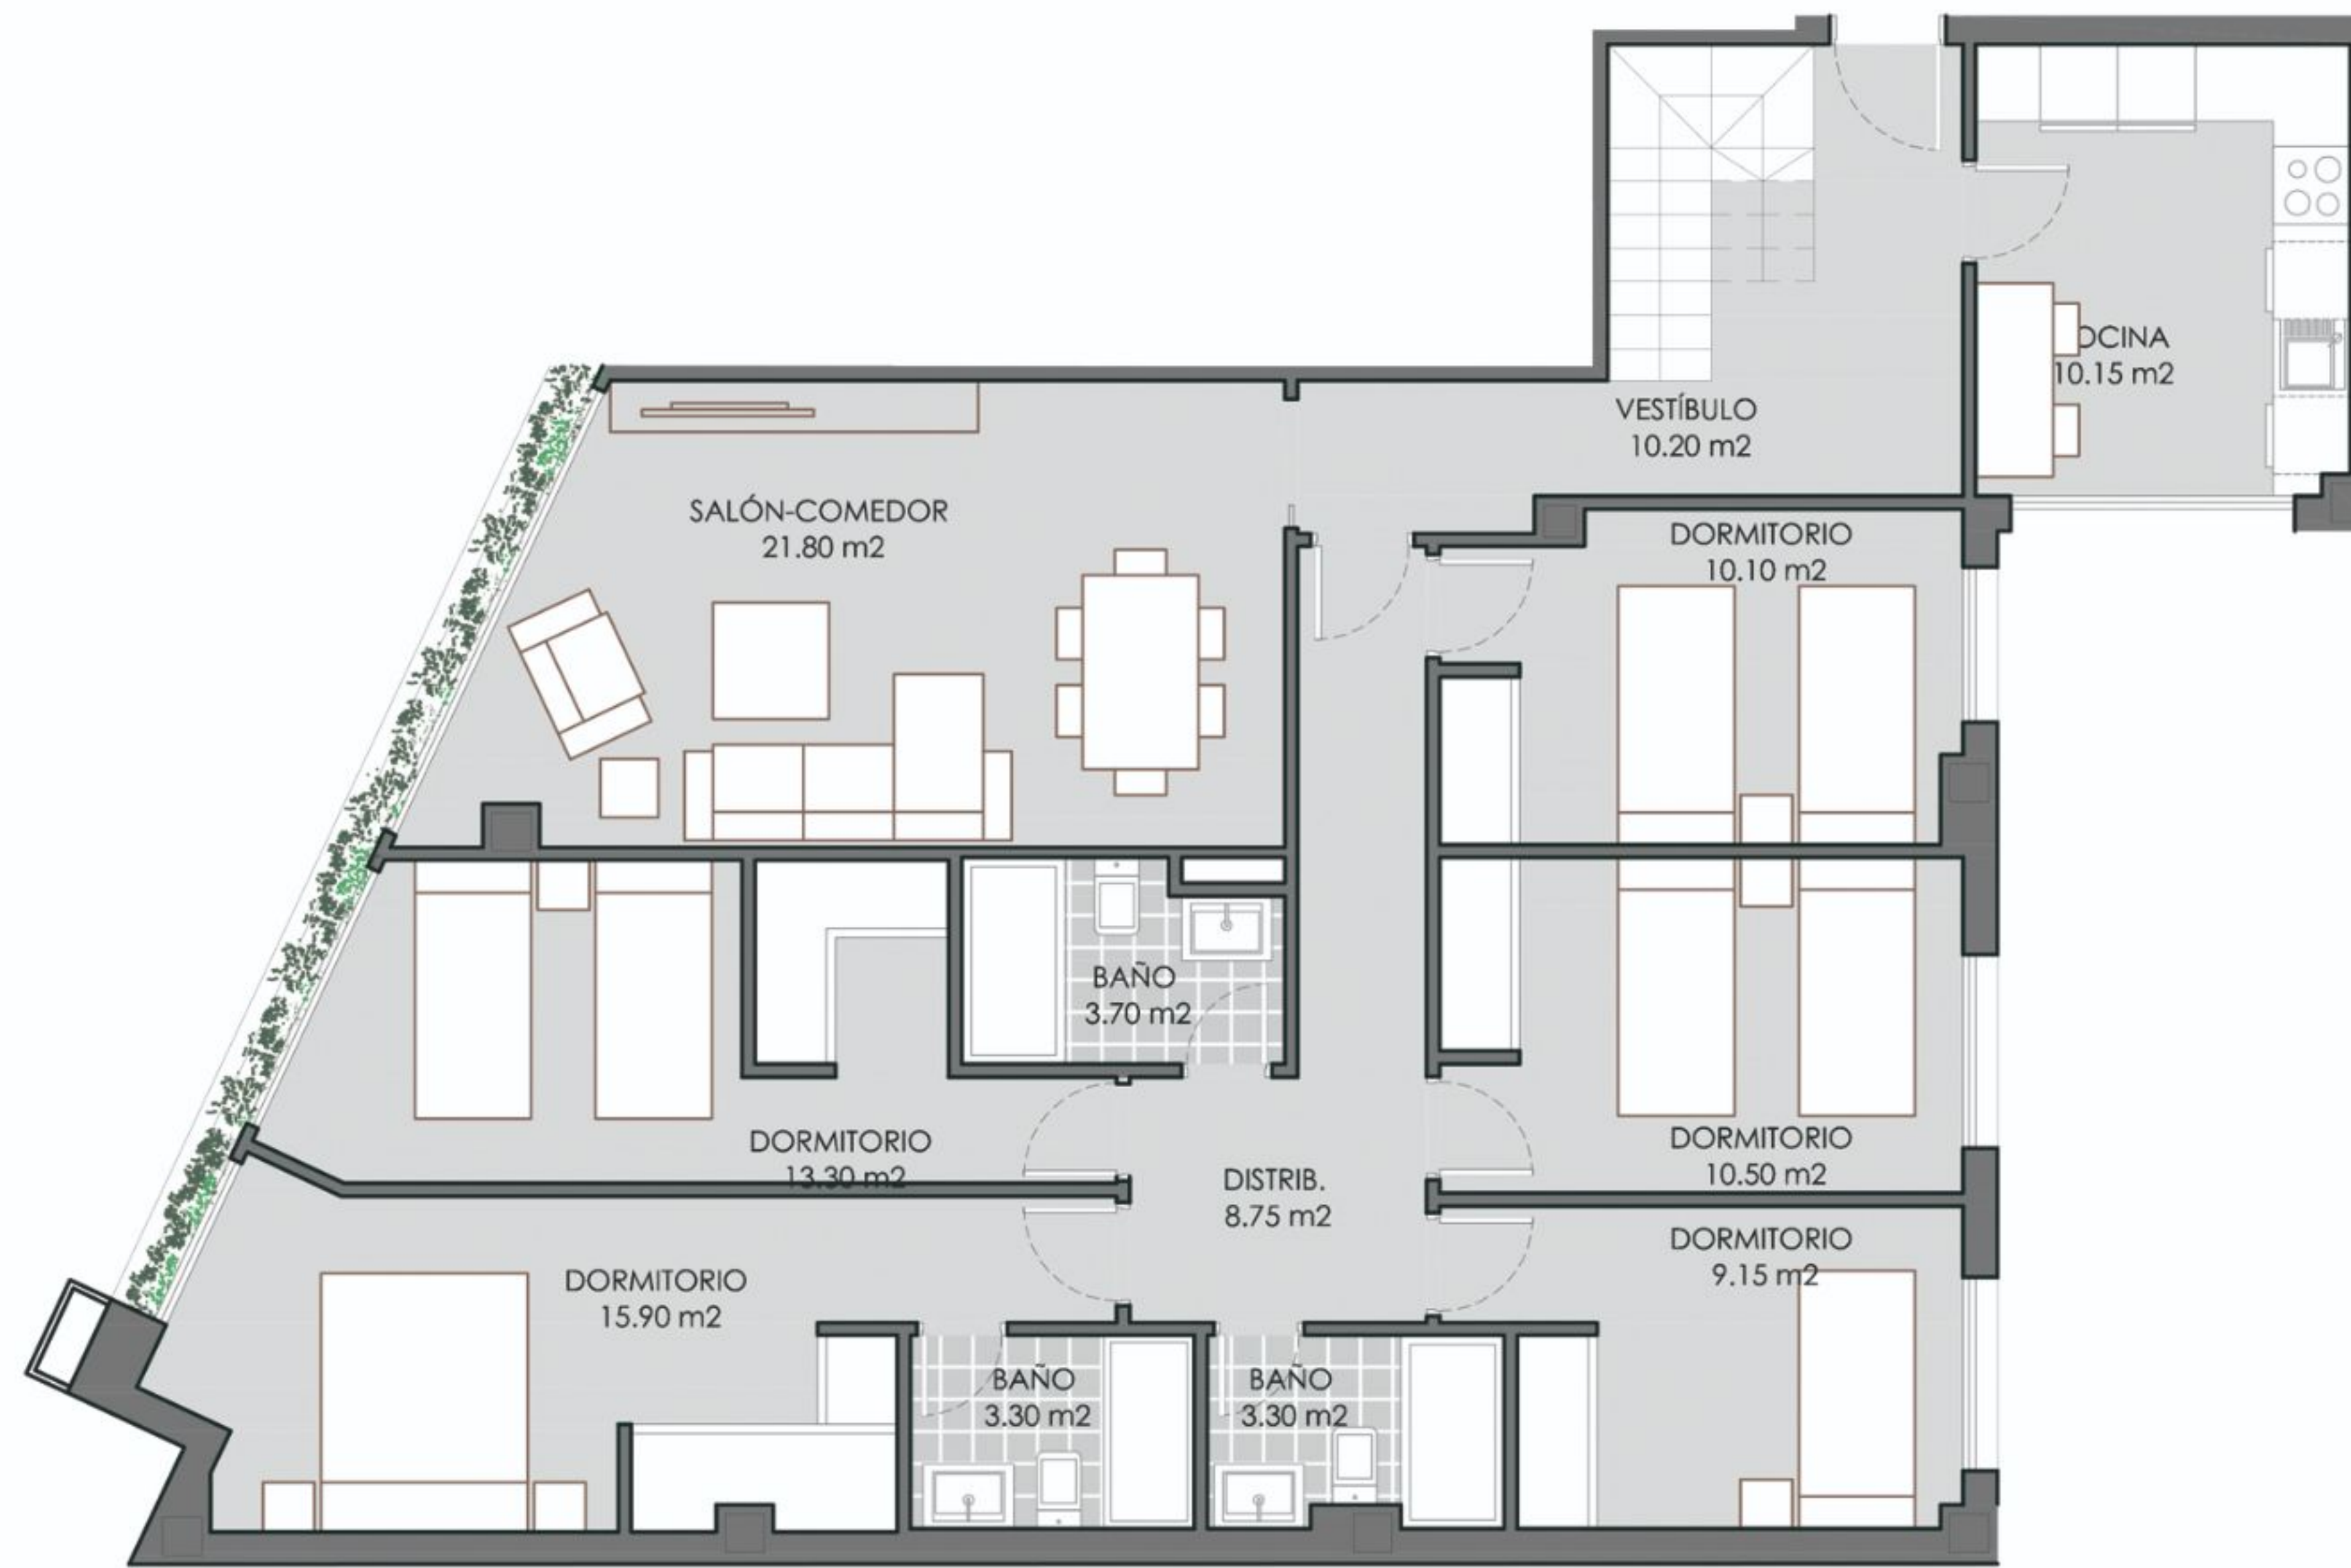 OCINA
10.15 m2
VESTÍBULO
10.20 m2
SALÓN-COMEDOR
21.80 m2
DORMITORIO
10.10 m2
BAÑO
3.70 m2
DORMITORIO
13.30 m2
DORMITORIO
10.50 m2
DISTRIB.
8.75 m2
DORMITORIO
9.15 m2
DORMITORIO
15.90 m2
BAÑO
3.30 m2
BAÑO
3.30 m2